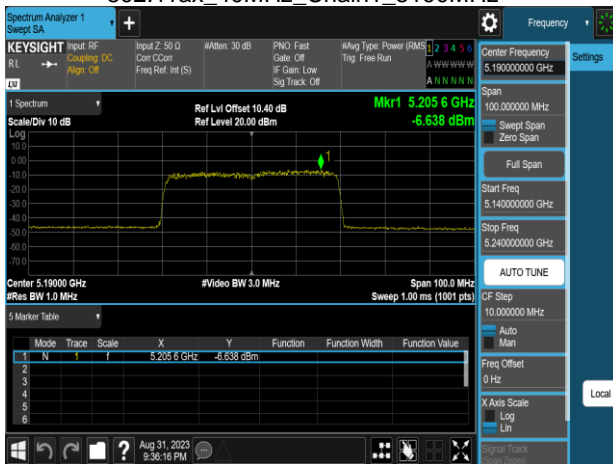 802.11ax_40MHz_Chain1_5190MHz
Spectrum Analyzer 1
Swept SA
Frequency
KEYSIGHT
RL
LXI
Input: RF
Coupling: DC
Align: Off
Input Z: 50 Ω
Corr CCorr
Freq Ref: Int (S)
#Atten: 30 dB
PNO: Fast
Gate: Off
IF Gain: Low
Sig Track: Off
#Avg Type: Power (RMS
Trig: Free Run
1 2 3 4 5 6
A W W W W W
A N N N N N
1 Spectrum
Scale/Div 10 dB
Ref Lvl Offset 10.40 dB
Ref Level 20.00 dBm
Mkr1 5.205 6 GHz
-6.638 dBm
Log
10.0
0.00
-10.0
-20.0
-30.0
-40.0
-50.0
-60.0
-70.0
1
Center 5.19000 GHz
#Res BW 1.0 MHz
#Video BW 3.0 MHz
Span 100.0 MHz
Sweep 1.00 ms (1001 pts)
5 Marker Table
Mode Trace Scale X Y Function Function Width Function Value
1 N 1 f 5.205 6 GHz -6.638 dBm
2
3
4
5
6
Aug 31, 2023
9:36:16 PM
Center Frequency
5.190000000 GHz
Settings
Span
100.000000 MHz
Swept Span
Zero Span
Full Span
Start Freq
5.140000000 GHz
Stop Freq
5.240000000 GHz
AUTO TUNE
CF Step
10.000000 MHz
Auto
Man
Freq Offset
0 Hz
Local
X Axis Scale
Log
Lin
Signal Track
(Span Zoom)